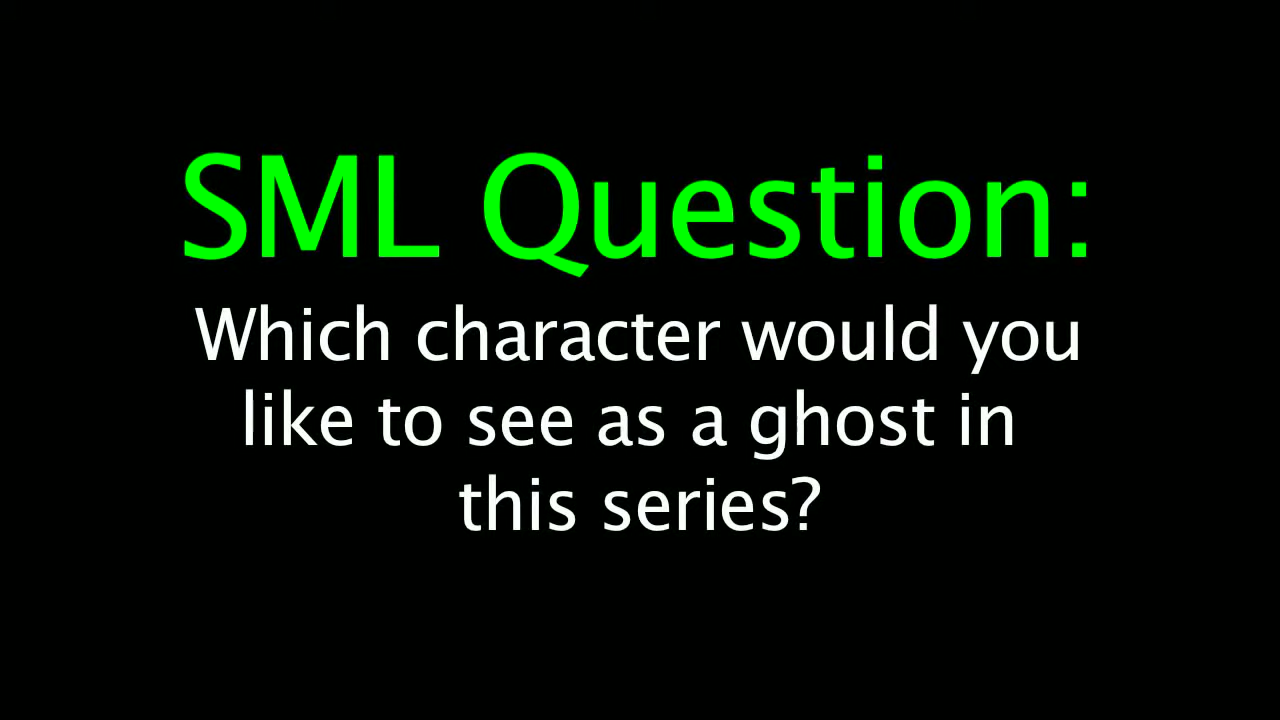 SML Question:
Which character would you
like to see as a ghost in
this series?